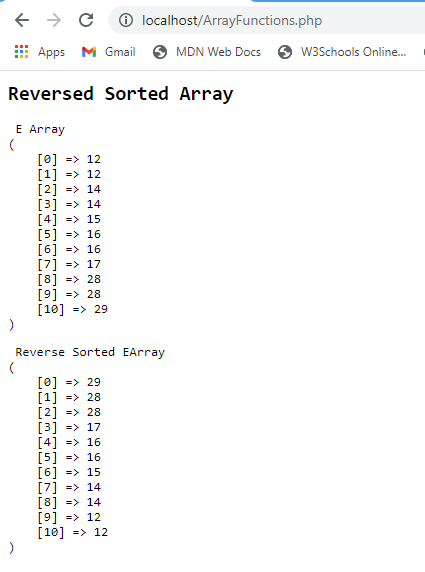 localhost/ArrayFunctions.php
Apps Gmail MDN Web Docs W3Schools Online...
Reversed Sorted Array
E Array
(
[0] => 12
[1] => 12
[2] => 14
[3] => 14
[4] => 15
[5] => 16
[6] => 16
[7] => 17
[8] => 28
[9] => 28
[10] => 29
)
Reverse Sorted EArray
(
[0] => 29
[1] => 28
[2] => 28
[3] => 17
[4] => 16
[5] => 16
[6] => 15
[7] => 14
[8] => 14
[9] => 12
[10] => 12
)